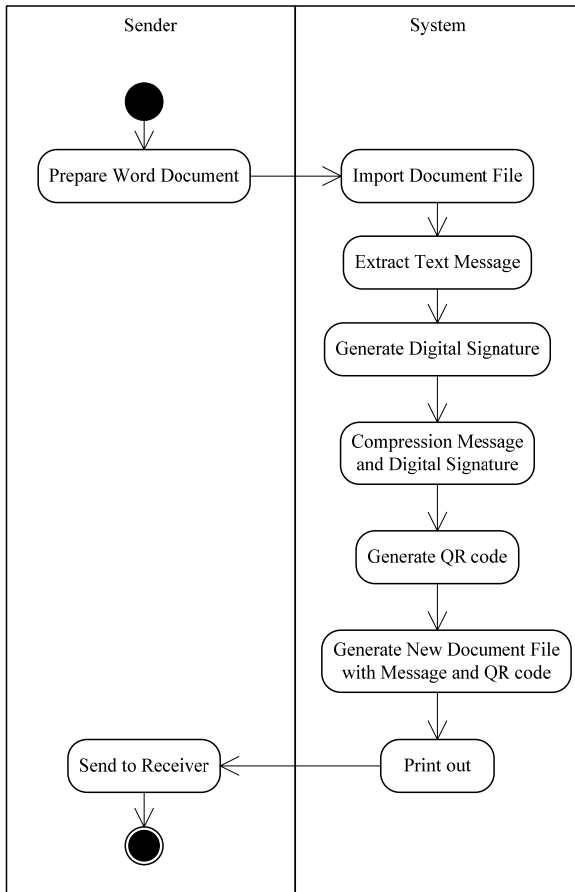 Sender
System
Prepare Word Document
Import Document File
Extract Text Message
Generate Digital Signature
Compression Message
and Digital Signature
Generate QR code
Generate New Document File
with Message and QR code
Send to Receiver
Print out